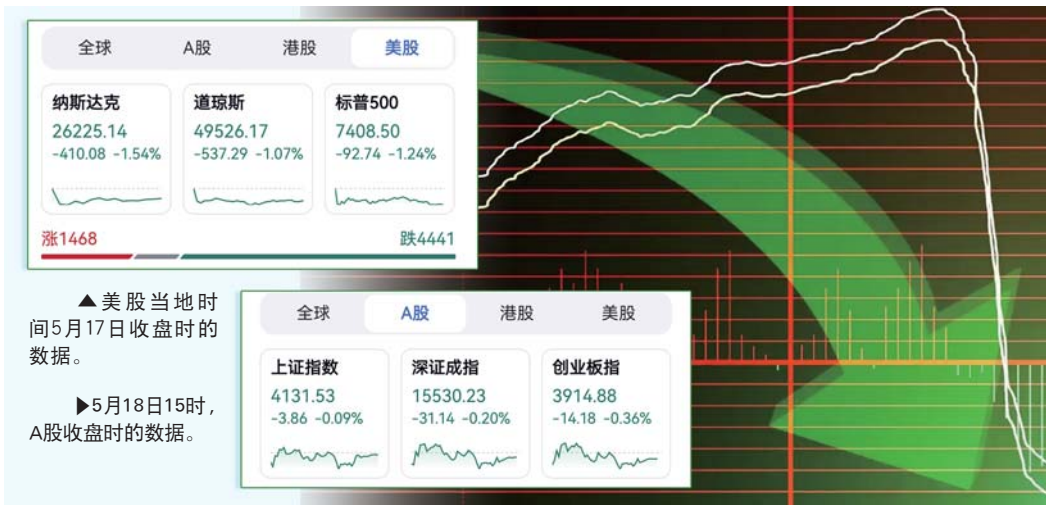 全球 A股 港股 美股
纳斯达克 道琼斯 标普500
26225.14 49526.17 7408.50
-410.08 -1.54% -537.29 -1.07% -92.74 -1.24%
涨1468 跌4441
▲美股当地时
间5月17日收盘时的
数据。
▶5月18日15时，
A股收盘时的数据。
全球 A股 港股 美股
上证指数 深证成指 创业板指
4131.53 15530.23 3914.88
-3.86 -0.09% -31.14 -0.20% -14.18 -0.36%